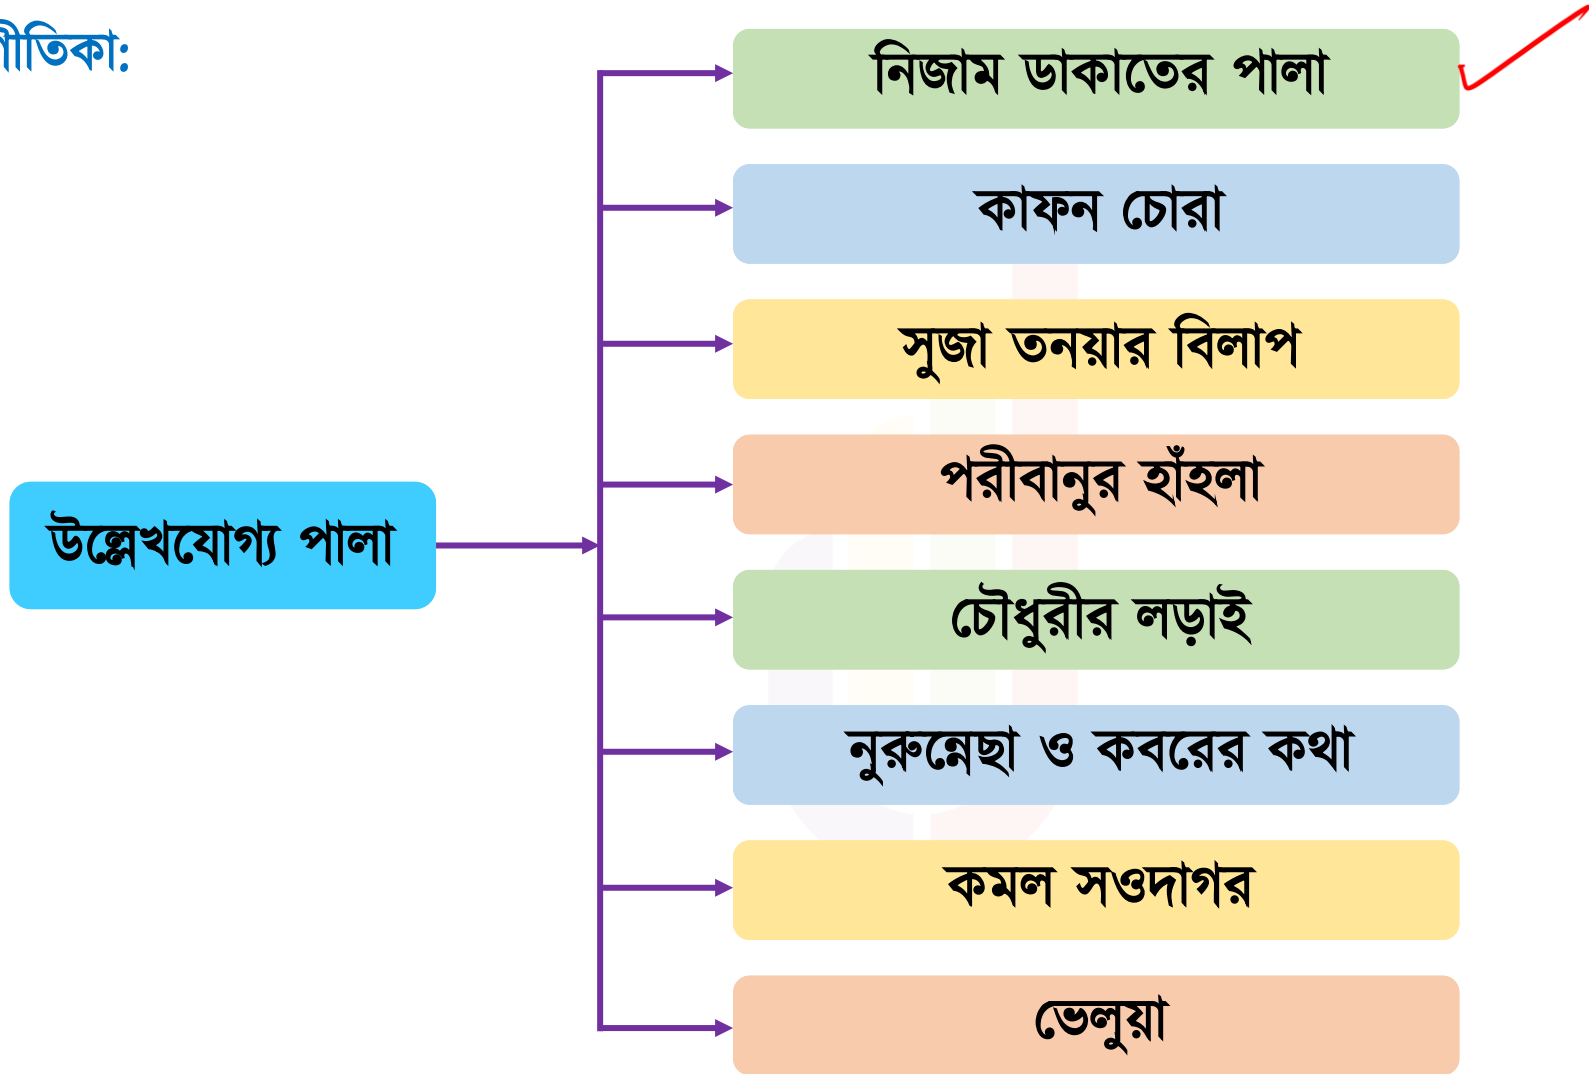 গীতিকা:
নিজাম ডাকাতের পালা
কাফন চোরা
সুজা তনয়ার বিলাপ
পরীবানুর হাঁহলা
উল্লেখযোগ্য পালা
চৌধুরীর লড়াই
নুরুন্নেছা ও কবরের কথা
কমল সওদাগর
ভেলুয়া